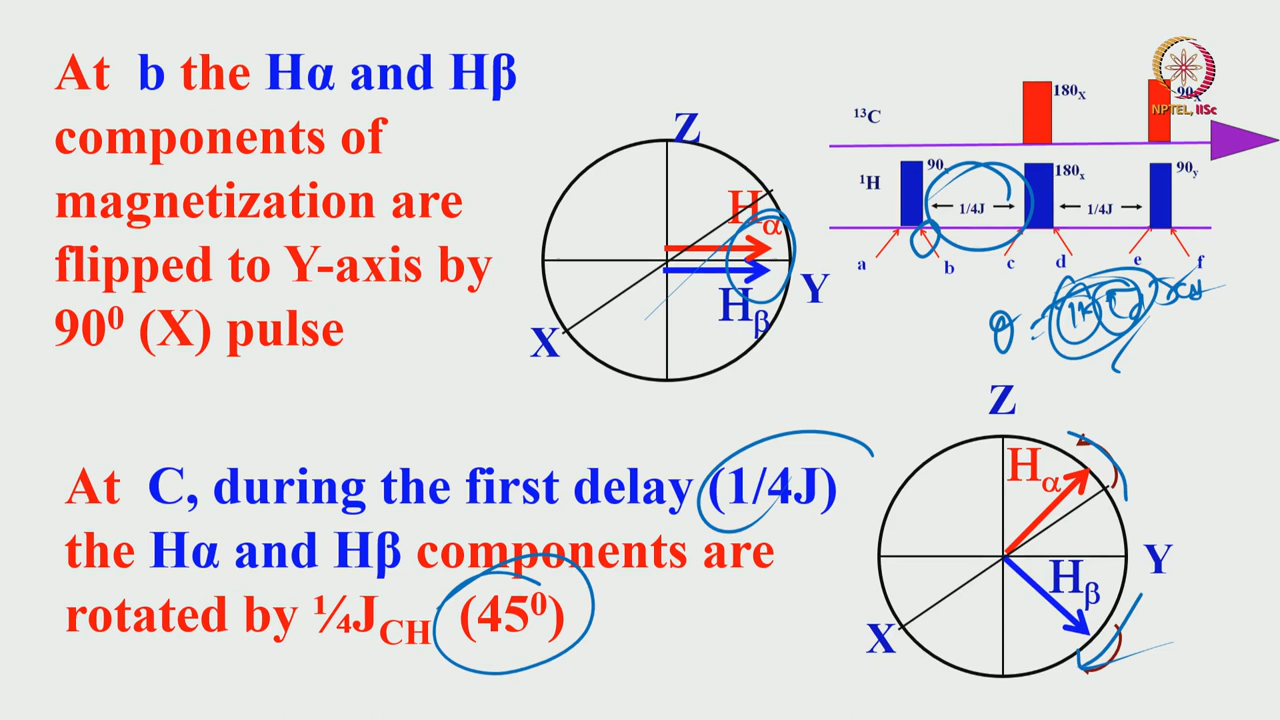 At b the Hα and Hβ
components of
magnetization are
flipped to Y-axis by
90⁰ (X) pulse
Z
Hα
Hβ
Y
X
¹³C
180X
90X
NPTEL, IISc
¹H
90x
1/4J
180x
1/4J
90y
a b c d e f
At C, during the first delay (1/4J)
the Hα and Hβ components are
rotated by ¼JCH (45⁰)
Z
Hα
Y
Hβ
X